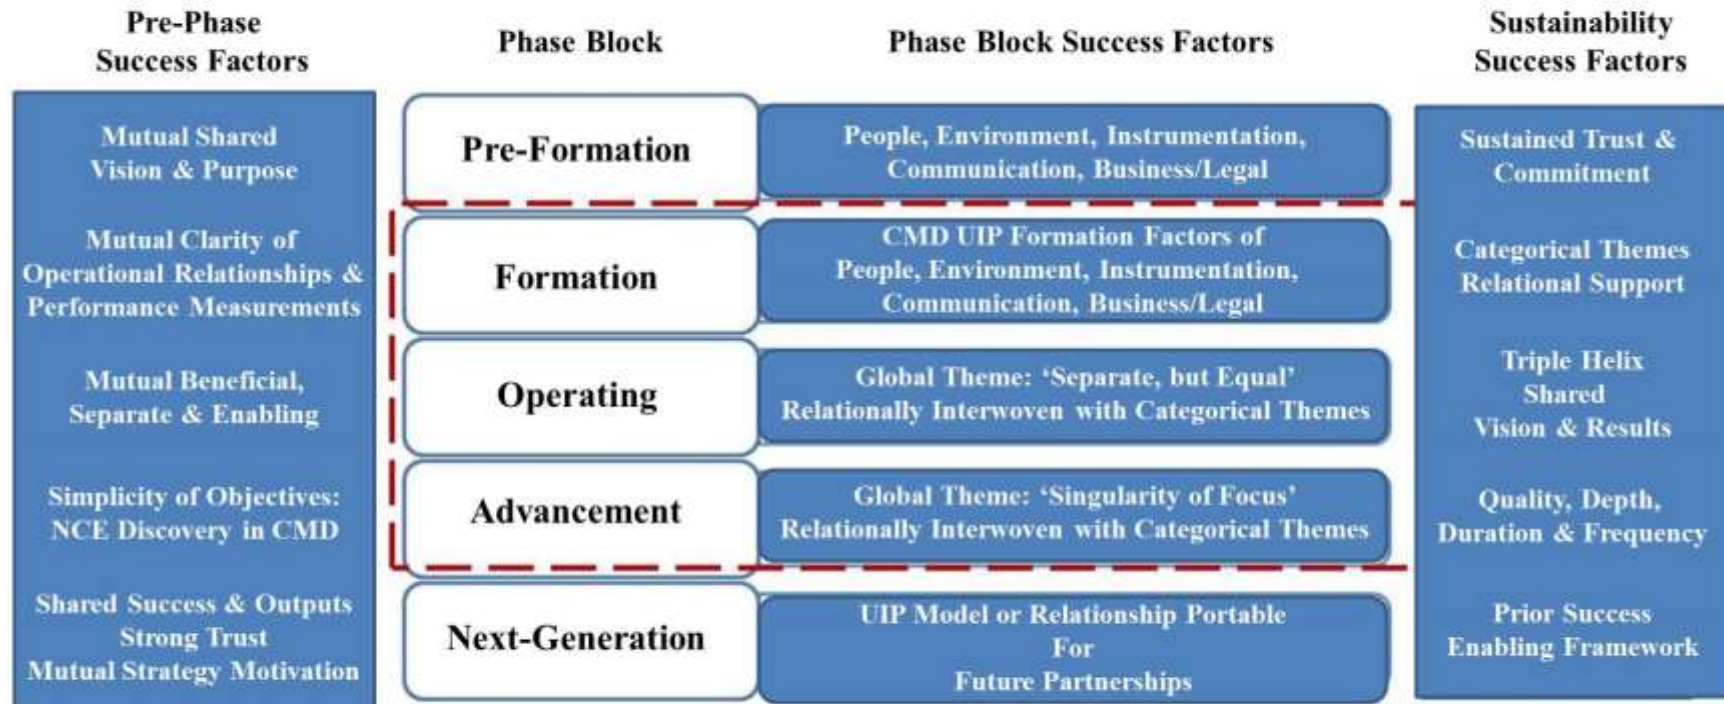 Pre-Phase
Success Factors
Mutual Shared
Vision & Purpose
Mutual Clarity of
Operational Relationships &
Performance Measurements
Mutual Beneficial,
Separate & Enabling
Simplicity of Objectives:
NCE Discovery in CMD
Shared Success & Outputs
Strong Trust
Mutual Strategy Motivation
Phase Block
Pre-Formation
Formation
Operating
Advancement
Next-Generation
Phase Block Success Factors
People, Environment, Instrumentation,
Communication, Business/Legal
CMD UIP Formation Factors of
People, Environment, Instrumentation,
Communication, Business/Legal
Global Theme: ‘Separate, but Equal’
Relationally Interwoven with Categorical Themes
Global Theme: ‘Singularity of Focus’
Relationally Interwoven with Categorical Themes
UIP Model or Relationship Portable
For
Future Partnerships
Sustainability
Success Factors
Sustained Trust &
Commitment
Categorical Themes
Relational Support
Triple Helix
Shared
Vision & Results
Quality, Depth,
Duration & Frequency
Prior Success
Enabling Framework